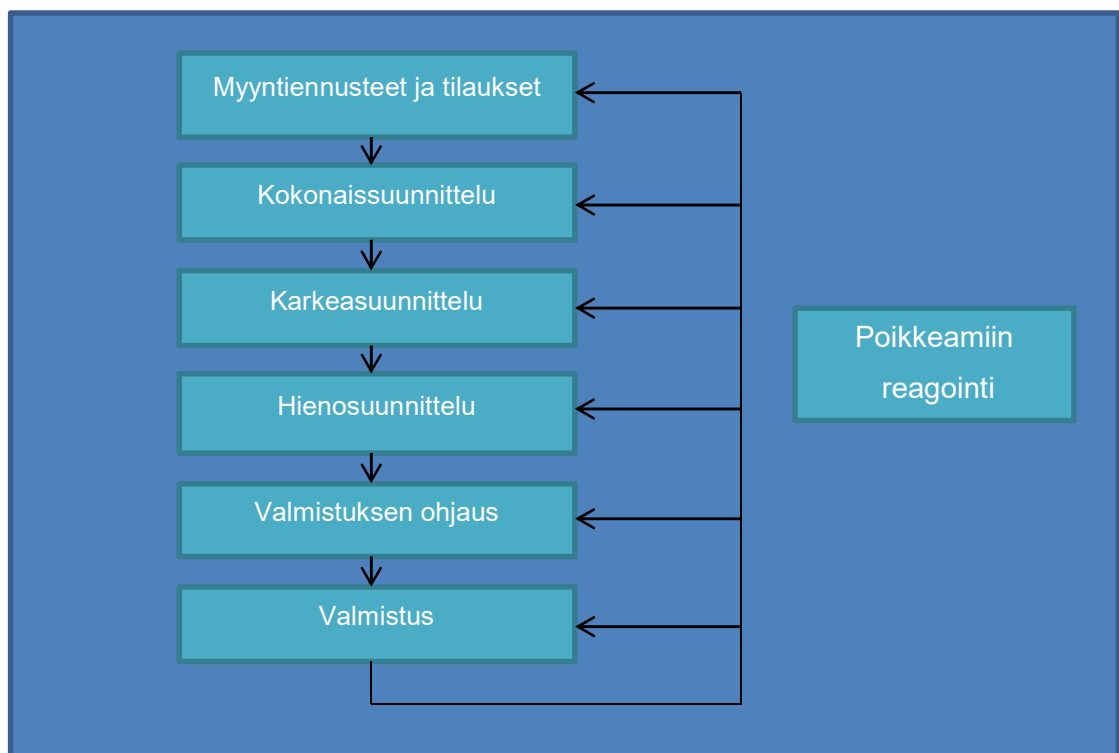 Myyntiennusteet ja tilaukset
Kokonaissuunnittelu
Karkeasuunnittelu
Hienosuunnittelu
Valmistuksen ohjaus
Valmistus
Poikkeamiin
reagointi